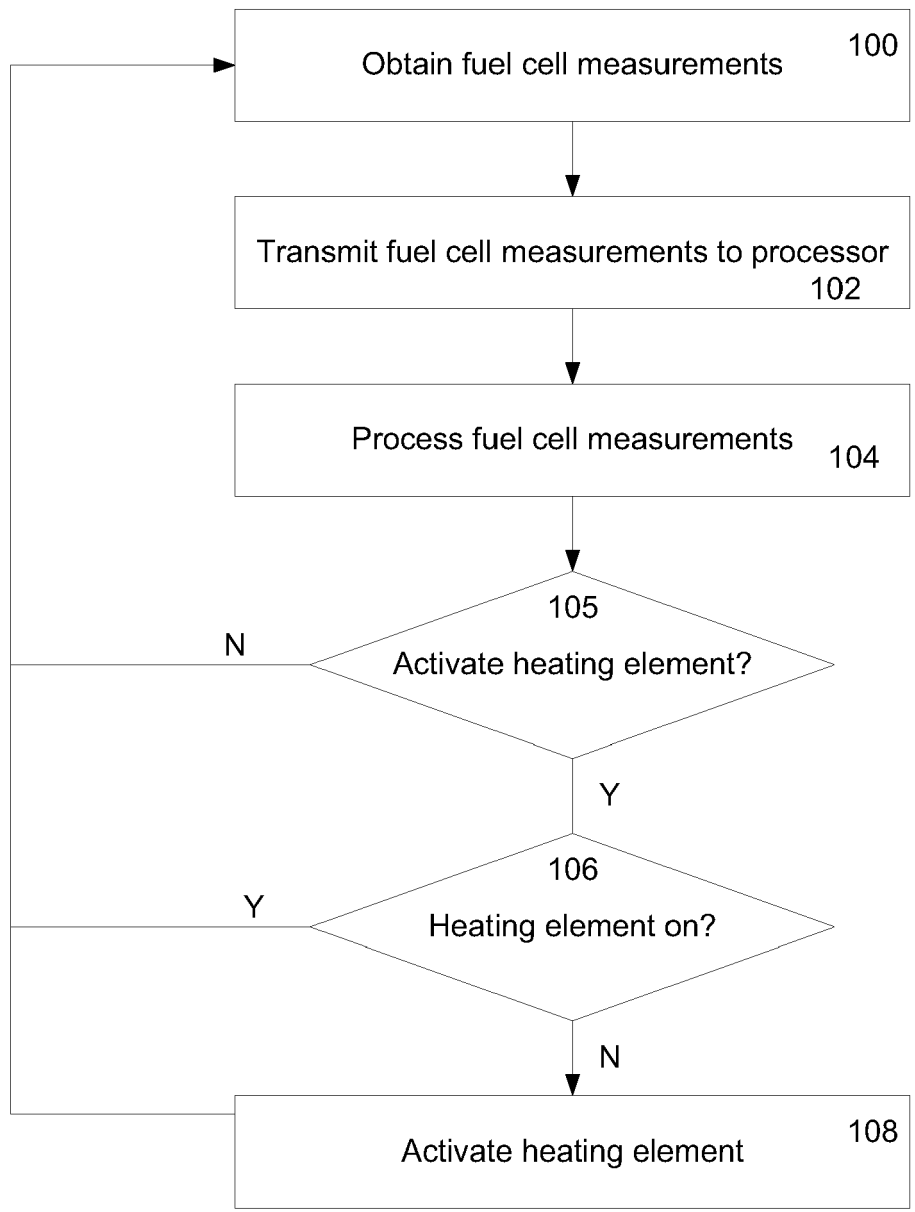 100
Obtain fuel cell measurements
Transmit fuel cell measurements to processor
102
Process fuel cell measurements
104
105
N
Activate heating element?
Y
106
Y
Heating element on?
N
108
Activate heating element